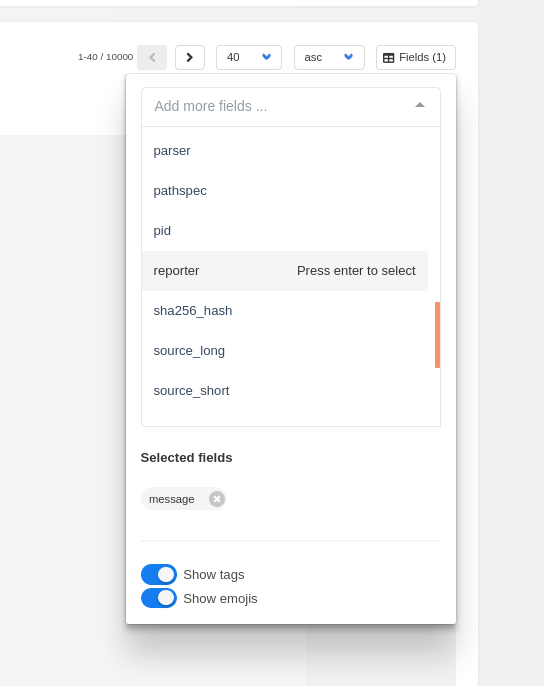 1-40 / 10000 40 asc Fields (1)
Add more fields ...
parser
pathspec
pid
reporter Press enter to select
sha256_hash
source_long
source_short
Selected fields
message
Show tags
Show emojis